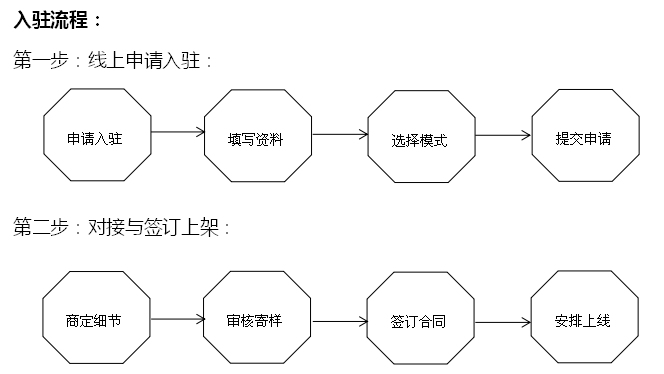 入驻流程：
第一步：线上申请入驻：
申请入驻
填写资料
选择模式
提交申请
第二步：对接与签订上架：
商定细节
审核寄样
签订合同
安排上线